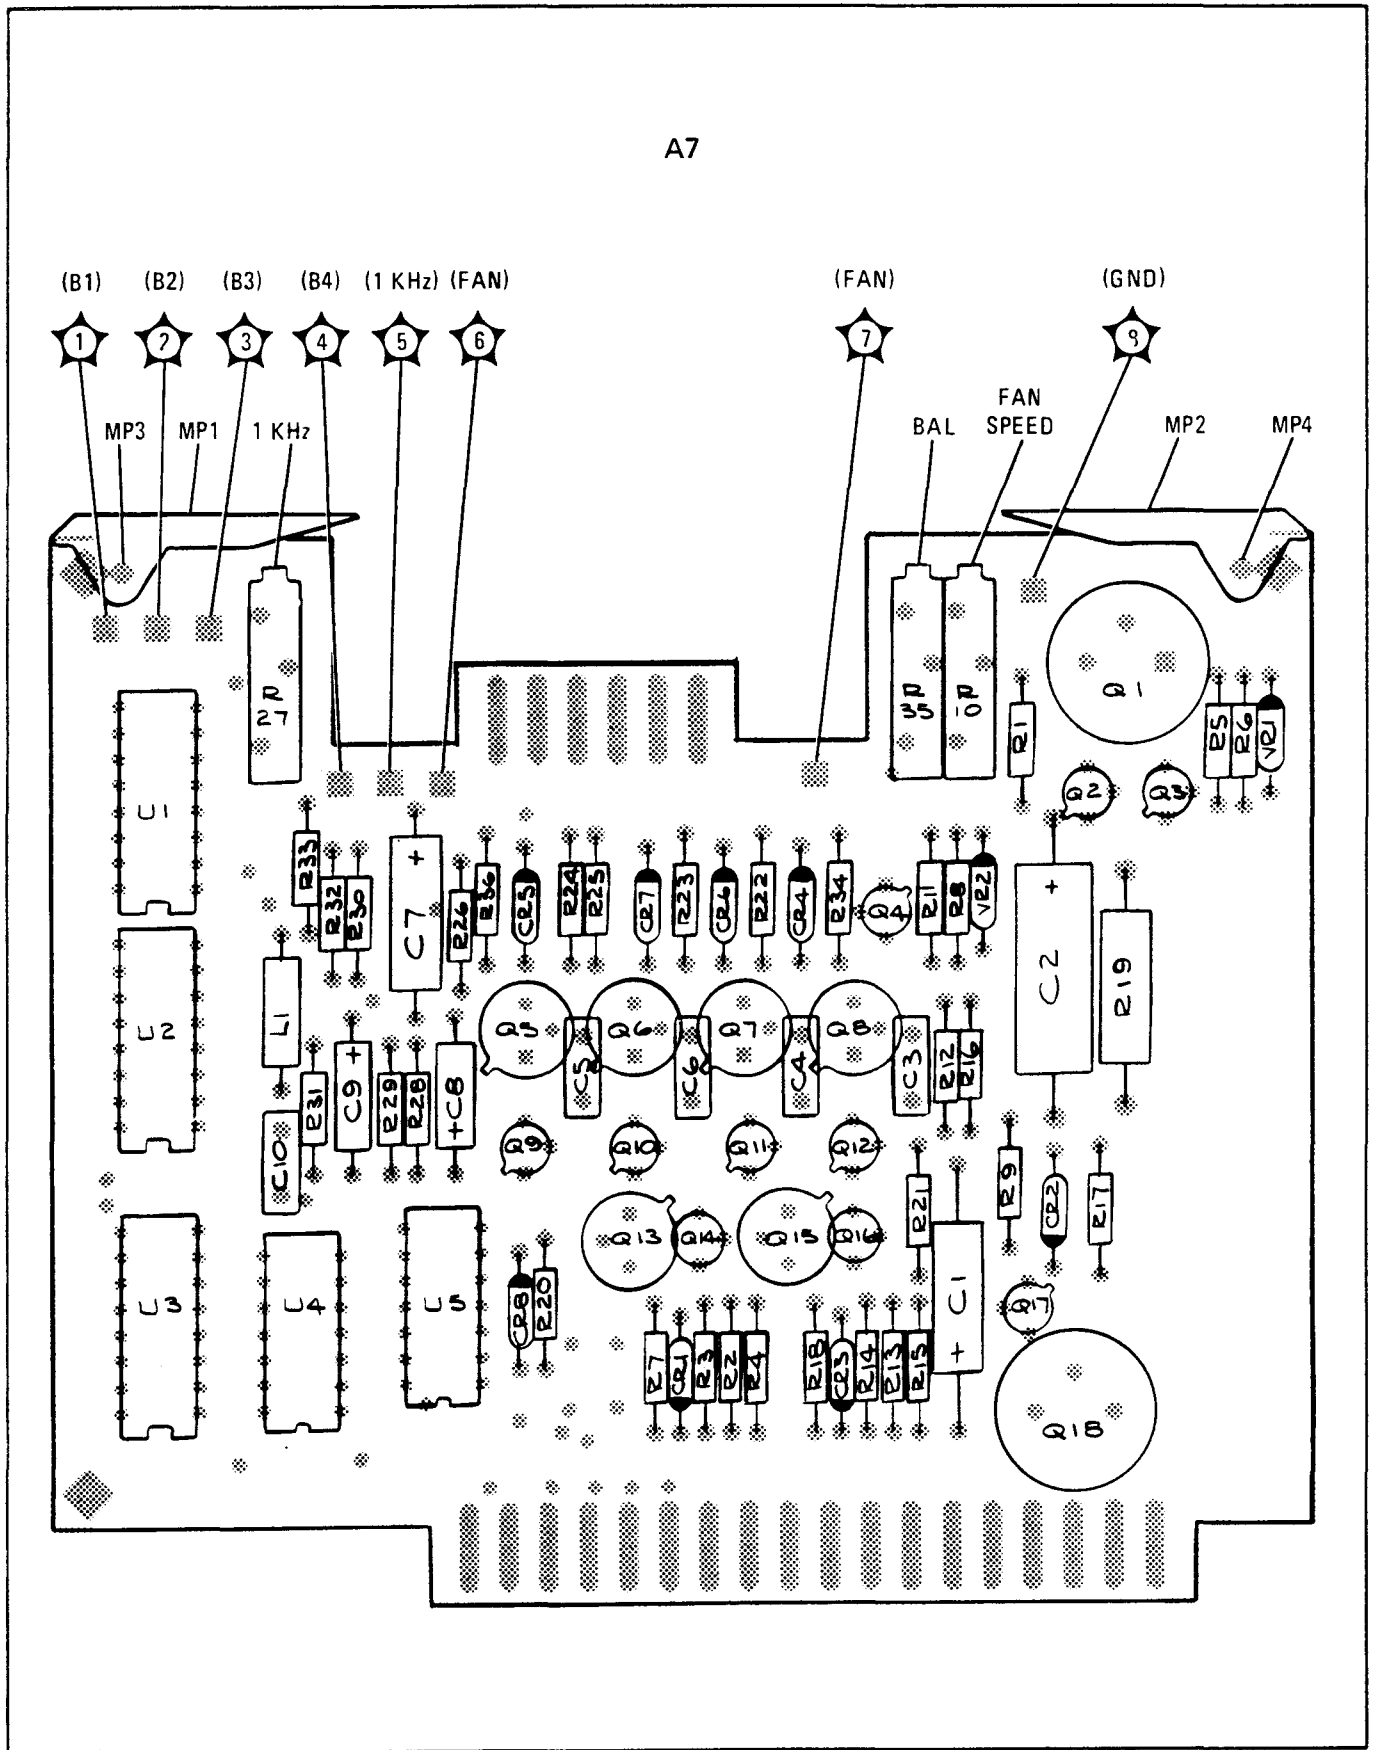 A7
(B1) (B2) (B3) (B4) (1 KHz) (FAN) (FAN) (GND)
1 2 3 4 5 6 7
MP3 MP1 1 KHz BAL FAN SPEED MP2 MP4
R27 R35 R10 R1 Q1 R5 R6 VR1
U1 Q2 Q3
R33 R32 R30 C7 + R26 R36 CR5 R24 R25 CR7 R23 CR6 R22 CR4 R34 Q4 R11 R8 VR2 + C2 R19
U2 L1 Q5 Q6 Q7 Q8
C5 C6 C4 C3 R12 R16
C10 R31 C9 + R29 R28 +C8
Q9 Q10 Q11 Q12
R21 R9 CR2 R17
Q13 Q14 Q15 Q16
U3 U4 U5 CR8 R20 C1 + Q17
R7 CR1 R3 R2 R4 R18 CR3 R14 R13 R15
Q18